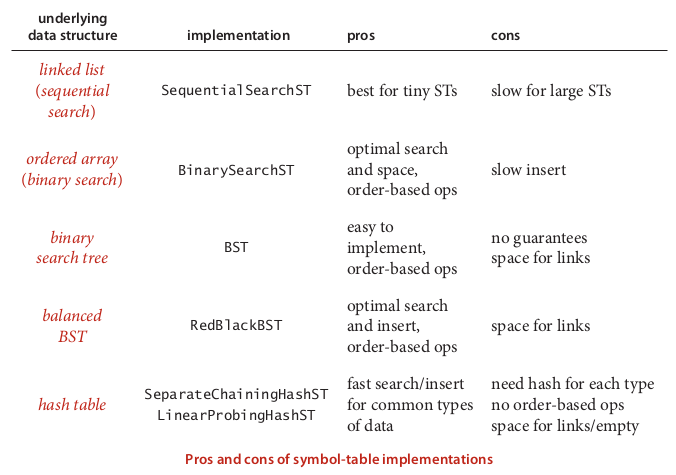 underlying
data structure
implementation
pros
cons
linked list
(sequential
search)
SequentialSearchST
best for tiny STs
slow for large STs
ordered array
(binary search)
BinarySearchST
optimal search
and space,
order-based ops
slow insert
binary
search tree
BST
easy to
implement,
order-based ops
no guarantees
space for links
balanced
BST
RedBlackBST
optimal search
and insert,
order-based ops
space for links
hash table
SeparateChainingHashST
LinearProbingHashST
fast search/insert
for common types
of data
need hash for each type
no order-based ops
space for links/empty
Pros and cons of symbol-table implementations